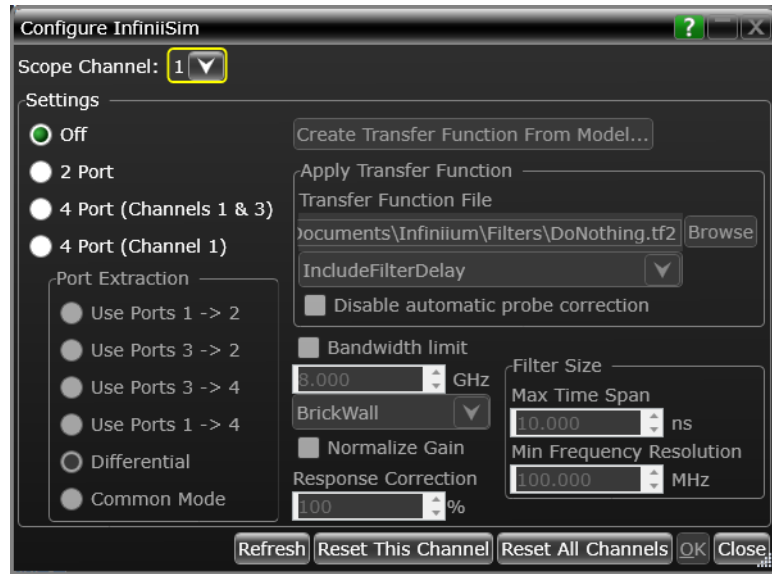 Configure InfiniiSim
?
X
Scope Channel: 1
Settings
Off
2 Port
4 Port (Channels 1 & 3)
4 Port (Channel 1)
Port Extraction
Use Ports 1 -> 2
Use Ports 3 -> 2
Use Ports 3 -> 4
Use Ports 1 -> 4
Differential
Common Mode
Create Transfer Function From Model...
Apply Transfer Function
Transfer Function File
Documents\Infiniium\Filters\DoNothing.tf2 Browse
IncludeFilterDelay
Disable automatic probe correction
Bandwidth limit
8.000 GHz
BrickWall
Normalize Gain
Response Correction
100 %
Filter Size
Max Time Span
10.000 ns
Min Frequency Resolution
100.000 MHz
Refresh Reset This Channel Reset All Channels OK Close